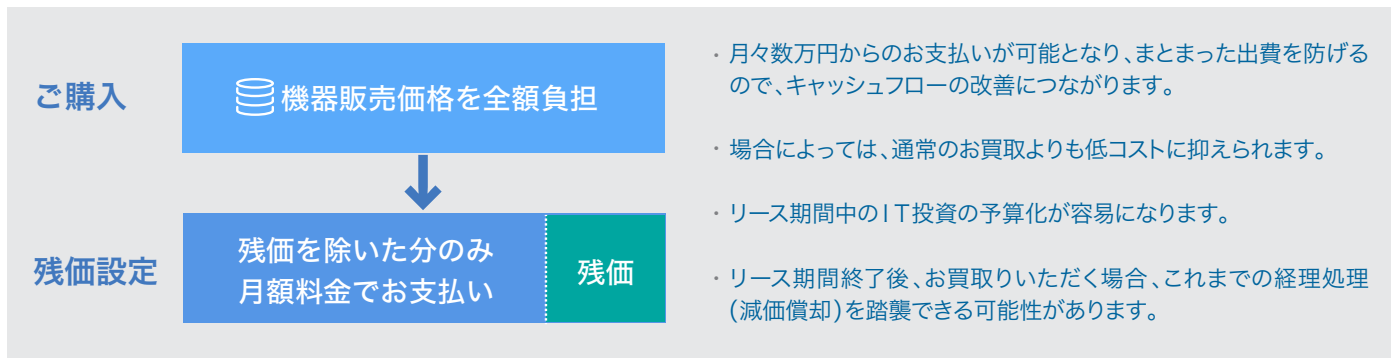 ご購入
機器販売価格を全額負担
残価設定
残価を除いた分のみ
月額料金でお支払い
残価
・月々数万円からのお支払いが可能となり、まとまった出費を防げる
ので、キャッシュフローの改善につながります。
・場合によっては、通常のお買取よりも低コストに抑えられます。
・リース期間中のIT投資の予算化が容易になります。
・リース期間終了後、お買取りいただく場合、これまでの経理処理
(減価償却)を踏襲できる可能性があります。